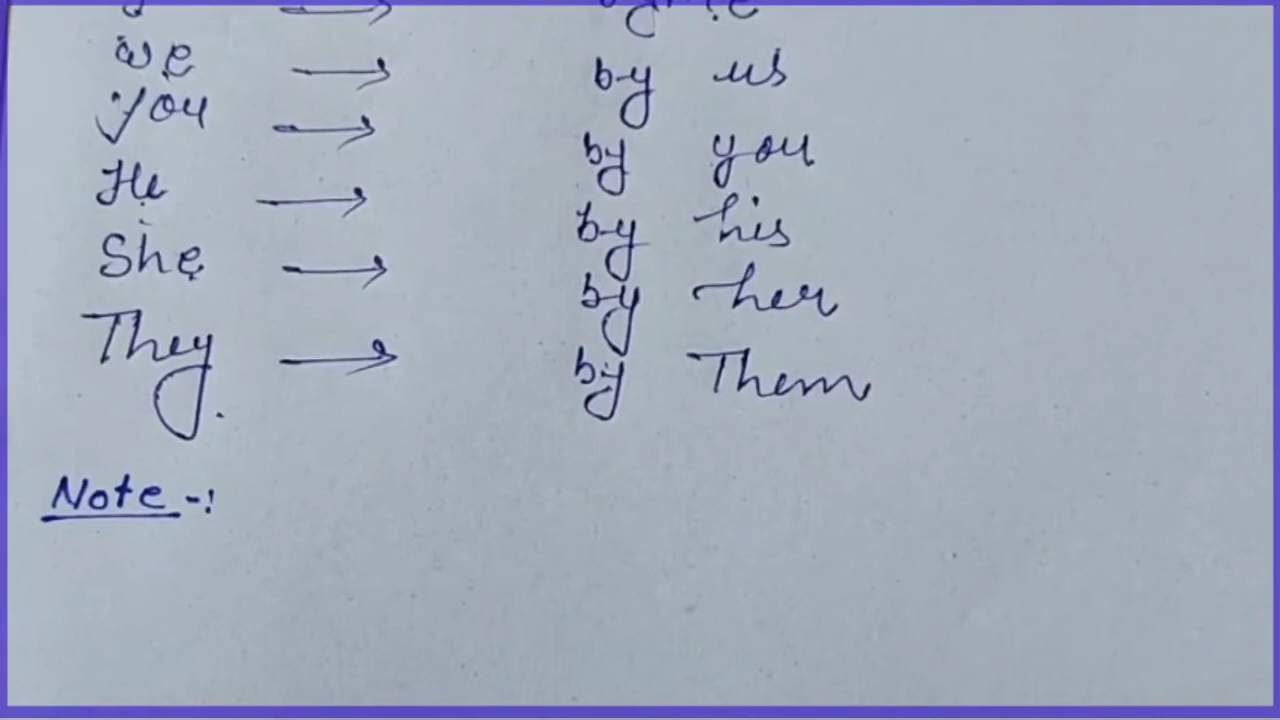 we → by us
you → by you
He → by his
She → by her
They → by Them
Note -: